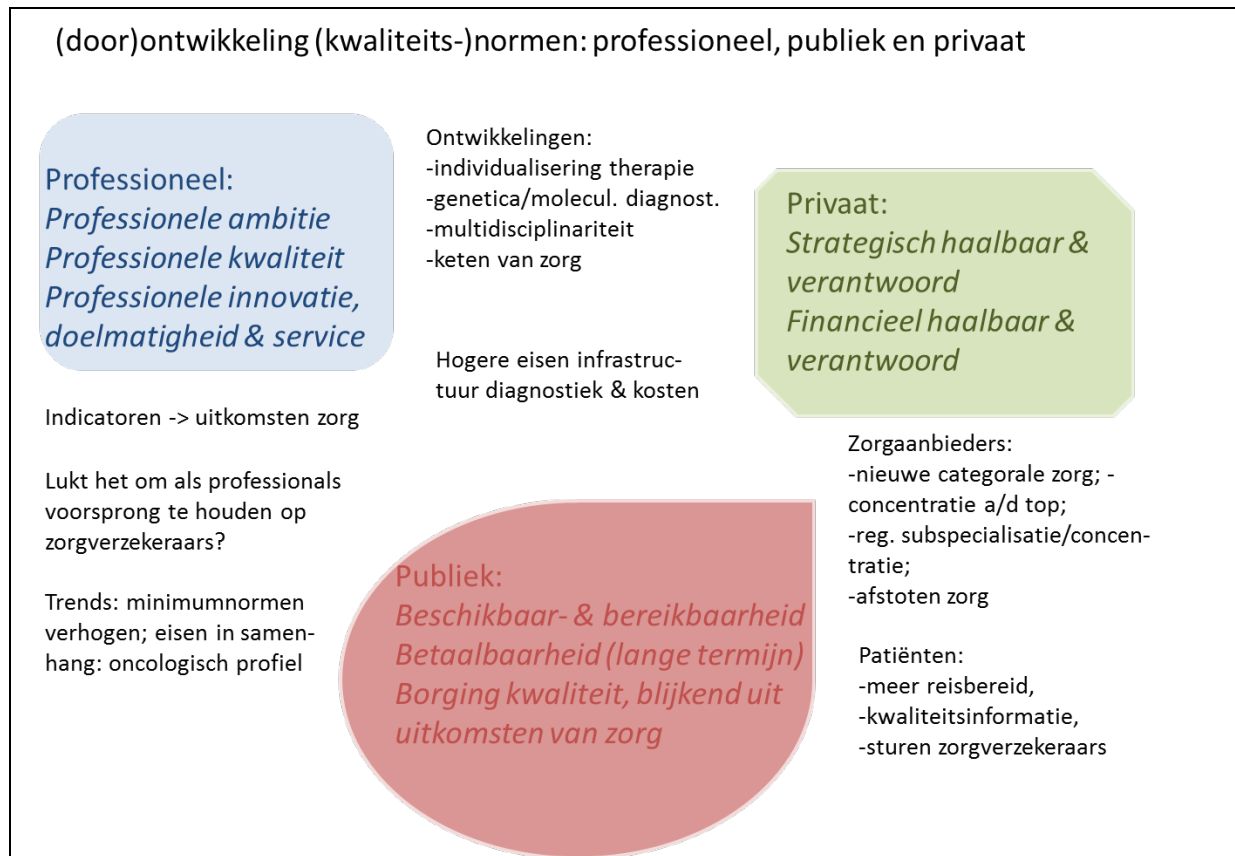 (door)ontwikkeling (kwaliteits-)normen: professioneel, publiek en privaat
Professioneel:
Professionele ambitie
Professionele kwaliteit
Professionele innovatie,
doelmatigheid & service
Ontwikkelingen:
-individualisering therapie
-genetica/molecul. diagnost.
-multidisciplinariteit
-keten van zorg
Hogere eisen infrastruc-
tuur diagnostiek & kosten
Privaat:
Strategisch haalbaar &
verantwoord
Financieel haalbaar &
verantwoord
Indicatoren -> uitkomsten zorg
Lukt het om als professionals
voorsprong te houden op
zorgverzekeraars?
Trends: minimumnormen
verhogen; eisen in samen-
hang: oncologisch profiel
Publiek:
Beschikbaar- & bereikbaarheid
Betaalbaarheid (lange termijn)
Borging kwaliteit, blijkend uit
uitkomsten van zorg
Zorgaanbieders:
-nieuwe categorale zorg; -
concentratie a/d top;
-reg. subspecialisatie/concen-
tratie;
-afstoten zorg
Patiënten:
-meer reisbereid,
-kwaliteitsinformatie,
-sturen zorgverzekeraars